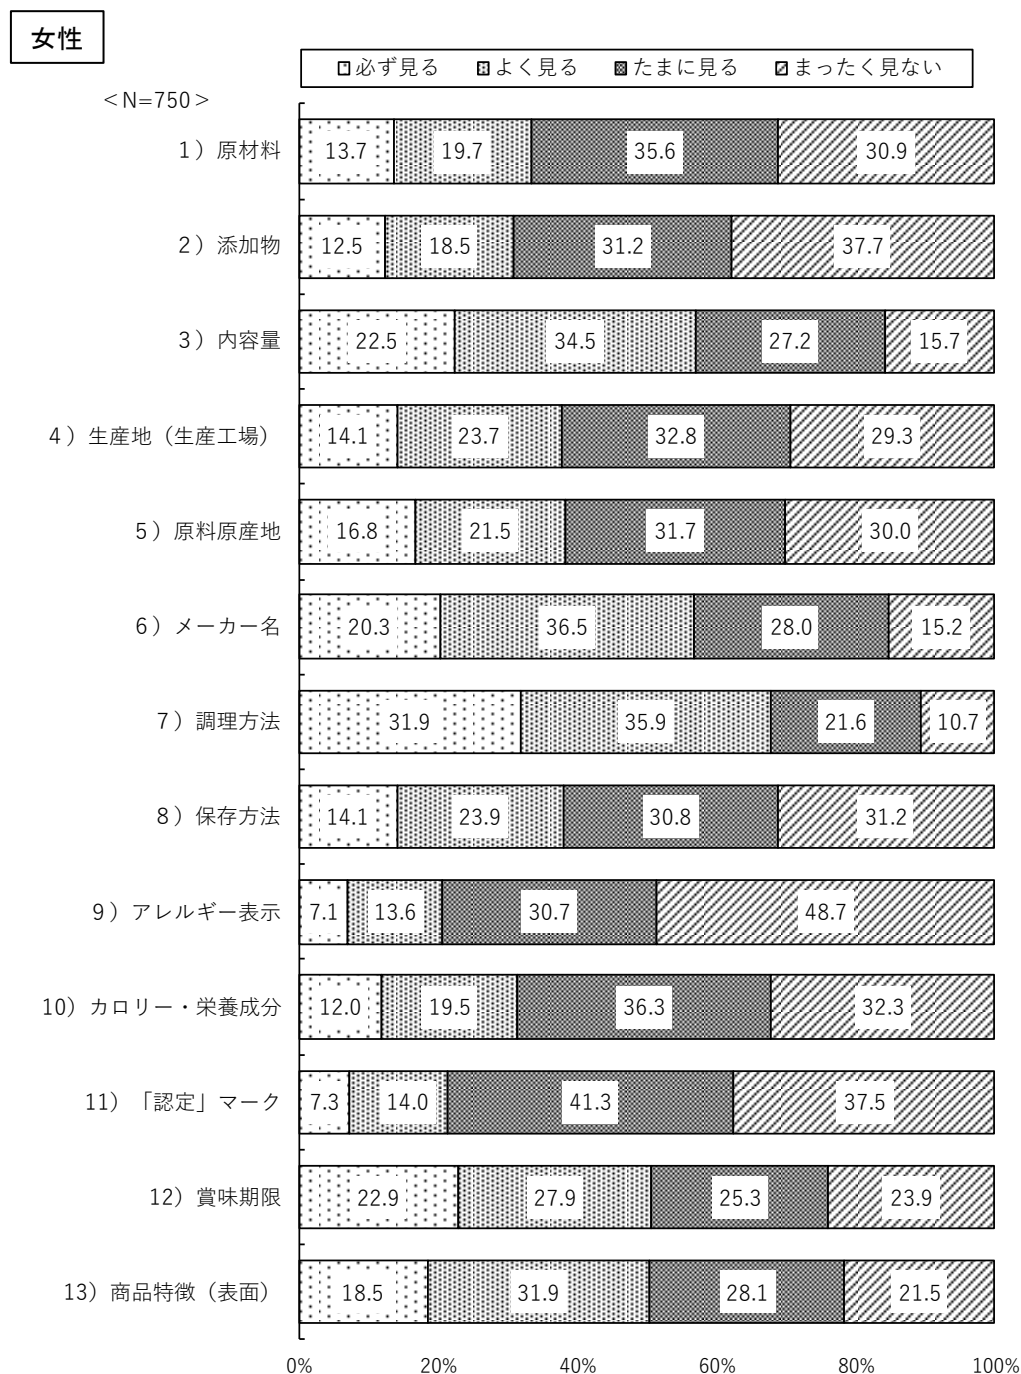 女性
必ず見る よく見る たまに見る まったく見ない
＜N=750＞
1）原材料 13.7 19.7 35.6 30.9
2）添加物 12.5 18.5 31.2 37.7
3）内容量 22.5 34.5 27.2 15.7
4）生産地（生産工場） 14.1 23.7 32.8 29.3
5）原料原産地 16.8 21.5 31.7 30.0
6）メーカー名 20.3 36.5 28.0 15.2
7）調理方法 31.9 35.9 21.6 10.7
8）保存方法 14.1 23.9 30.8 31.2
9）アレルギー表示 7.1 13.6 30.7 48.7
10）カロリー・栄養成分 12.0 19.5 36.3 32.3
11）「認定」マーク 7.3 14.0 41.3 37.5
12）賞味期限 22.9 27.9 25.3 23.9
13）商品特徴（表面） 18.5 31.9 28.1 21.5
0% 20% 40% 60% 80% 100%